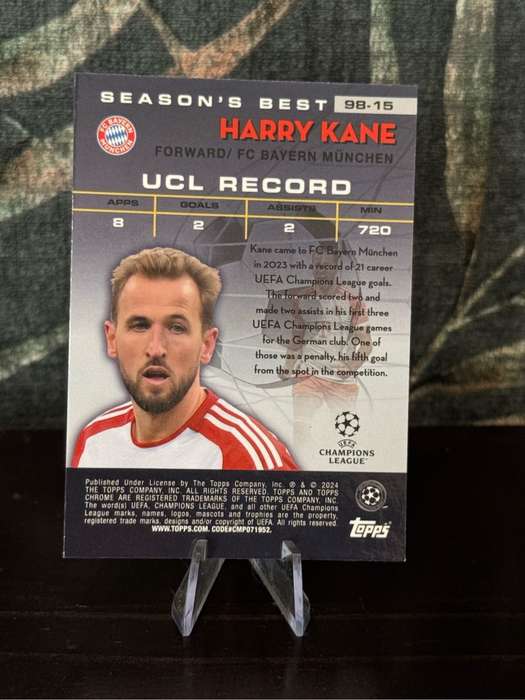 SEASON'S BEST 98-15
FC BAYERN
MÜNCHEN
HARRY KANE
FORWARD/ FC BAYERN MÜNCHEN
UCL RECORD
APPS GOALS ASSISTS MIN
8 2 2 720
Kane came to FC Bayern München
in 2023 with a record of 21 career
UEFA Champions League goals.
The forward scored two and
made two assists in his first three
UEFA Champions League games
for the German club. One of
those was a penalty, his fifth goal
from the spot in the competition.
UEFA
CHAMPIONS
LEAGUE
Published Under License by The Topps Company, Inc. ® & © 2024
THE TOPPS COMPANY, INC. ALL RIGHTS RESERVED. TOPPS AND TOPPS
CHROME ARE REGISTERED TRADEMARKS OF THE TOPPS COMPANY, INC.
The word(s) UEFA, CHAMPIONS LEAGUE, and all other UEFA Champions
League marks, names, logos, mascots and trophies are the property,
registered trade marks, designs and/or copyright of UEFA. All rights reserved.
WWW.TOPPS.COM. CODE#CMP071952.
Topps